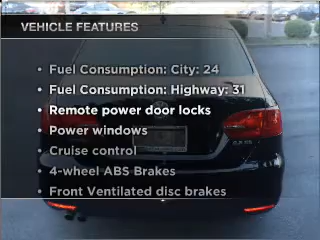 VEHICLE FEATURES
• Fuel Consumption: City: 24
• Fuel Consumption: Highway: 31
• Remote power door locks
• Power windows
• Cruise control
• 4-wheel ABS Brakes
• Front Ventilated disc brakes